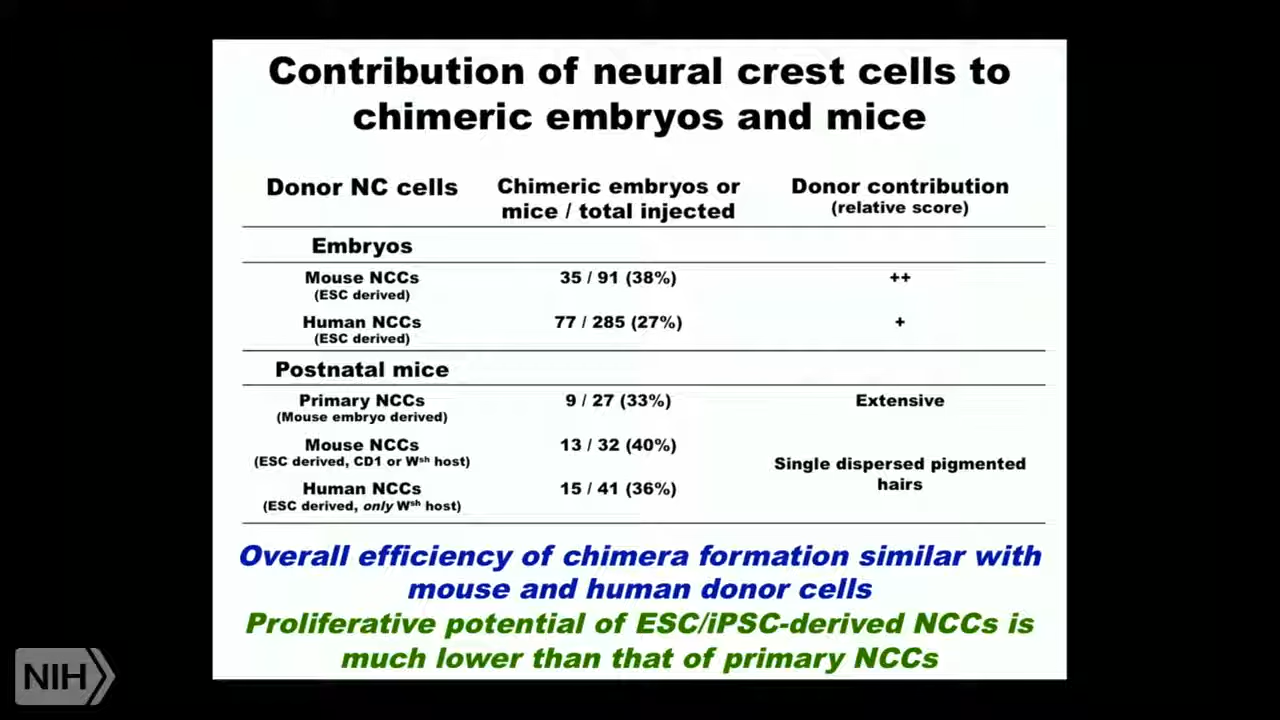 Contribution of neural crest cells to
chimeric embryos and mice
Donor NC cells
Chimeric embryos or
mice / total injected
Donor contribution
(relative score)
Embryos
Mouse NCCs
(ESC derived)
35 / 91 (38%)
++
Human NCCs
(ESC derived)
77 / 285 (27%)
+
Postnatal mice
Primary NCCs
(Mouse embryo derived)
9 / 27 (33%)
Extensive
Mouse NCCs
(ESC derived, CD1 or Wsh host)
13 / 32 (40%)
Single dispersed pigmented
hairs
Human NCCs
(ESC derived, only Wsh host)
15 / 41 (36%)
Overall efficiency of chimera formation similar with
mouse and human donor cells
Proliferative potential of ESC/iPSC-derived NCCs is
much lower than that of primary NCCs
NIH